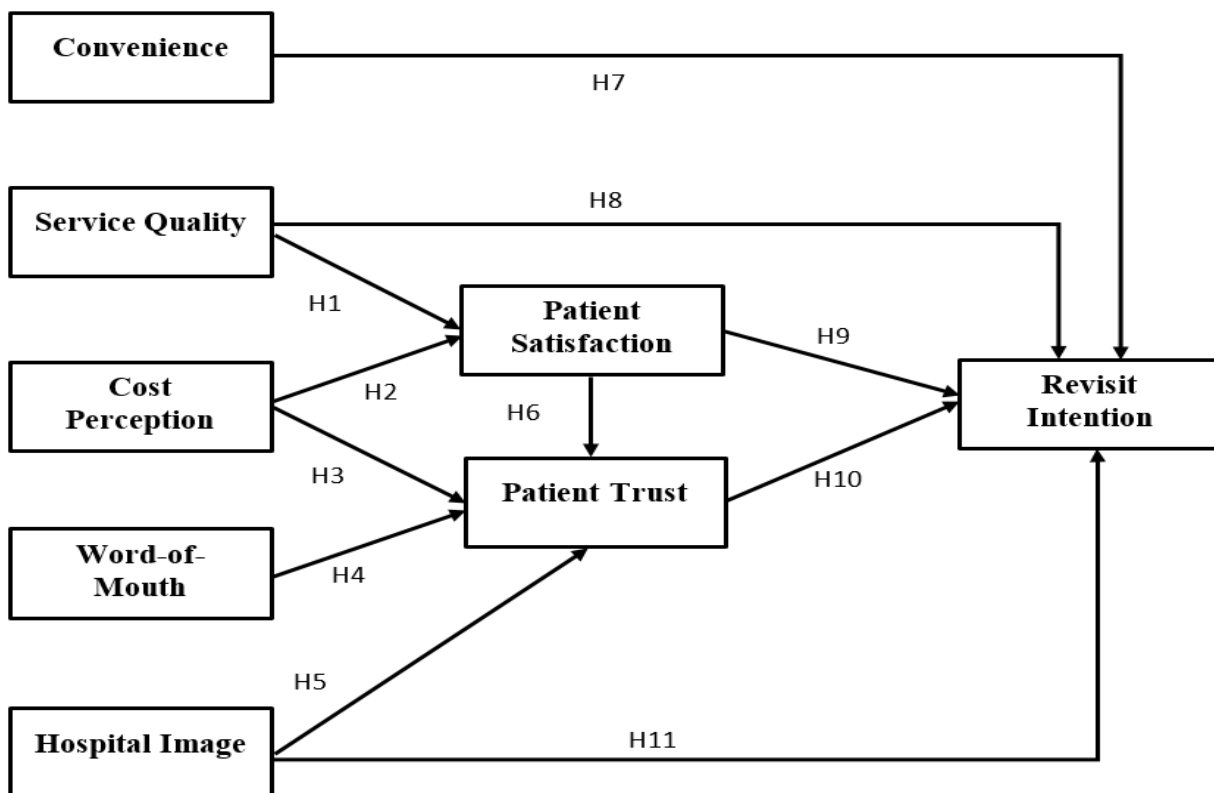 Convenience
H7
Service Quality
H8
H1
Patient
Satisfaction
H9
Cost
Perception
H2
H6
Revisit
Intention
H3
Patient Trust
H10
Word-of-
Mouth
H4
H5
Hospital Image
H11